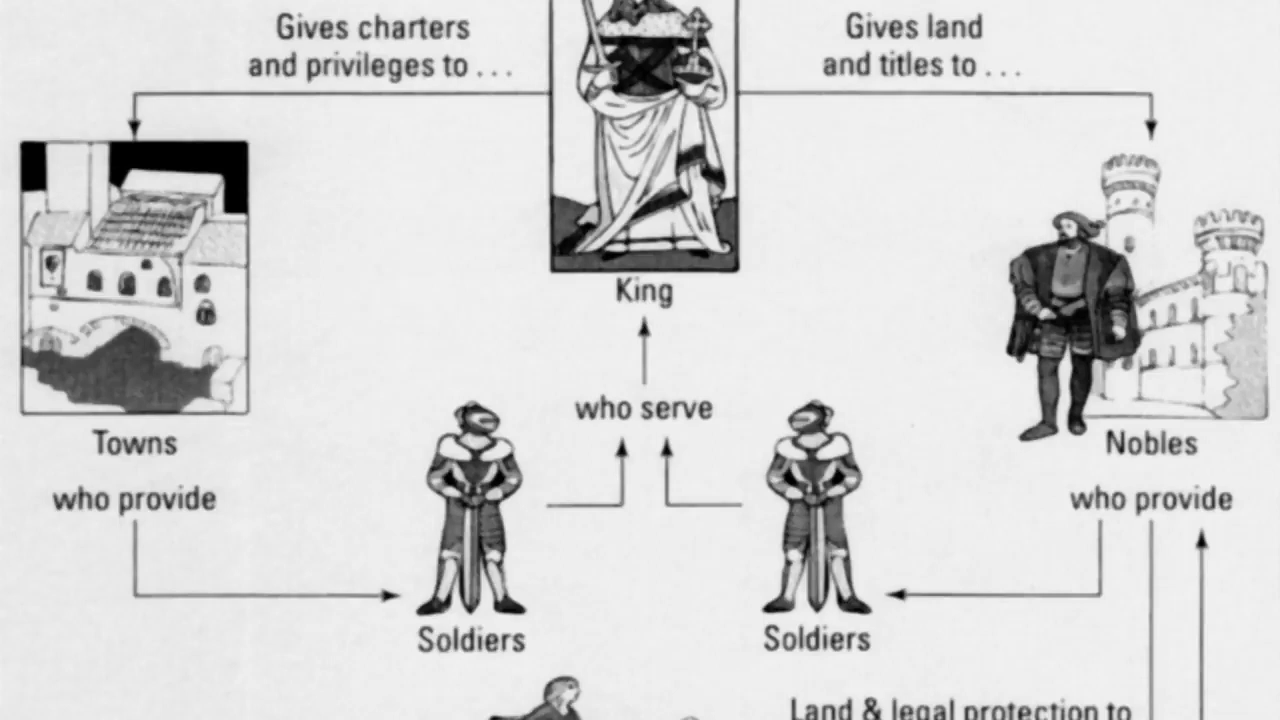 Gives charters
and privileges to ...
Gives land
and titles to ...
King
who serve
Towns
Nobles
who provide
who provide
Soldiers
Soldiers
Land & legal protection to